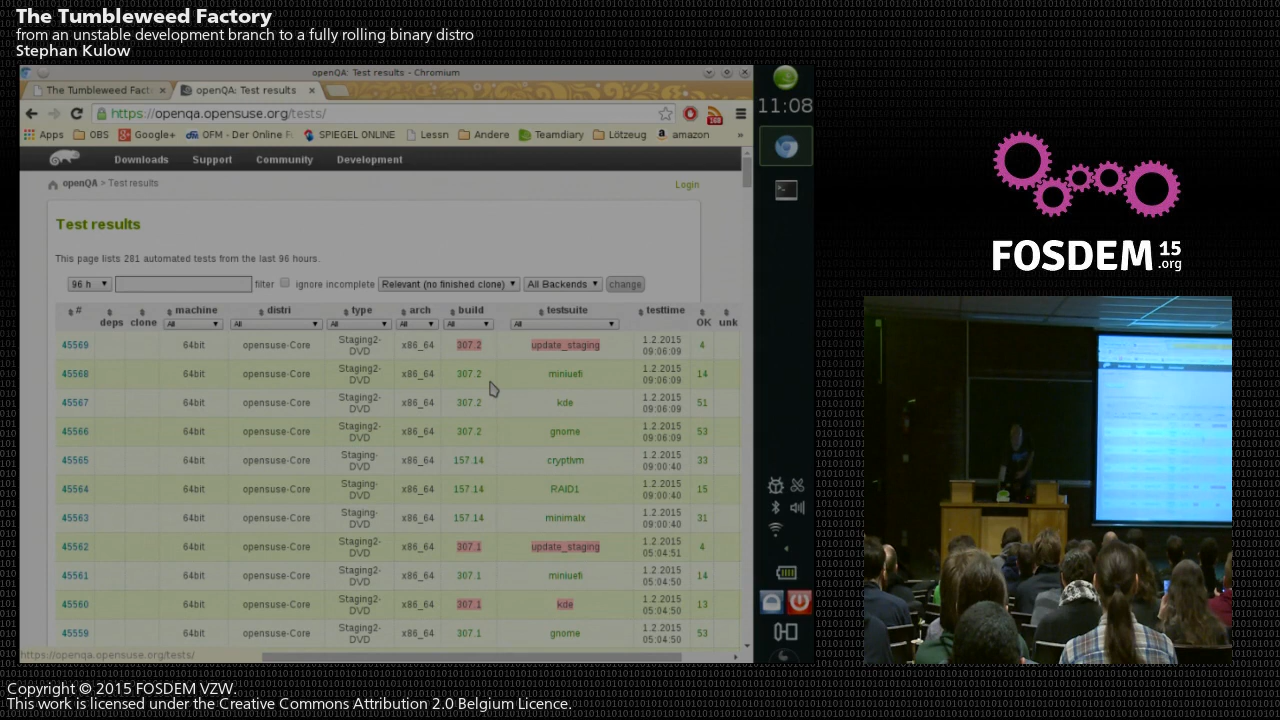 The Tumbleweed Factory
from an unstable development branch to a fully rolling binary distro
Stephan Kulow
openQA: Test results - Chromium
The Tumbleweed Fact
openQA: Test results
11:08
https://openqa.opensuse.org/tests/
168
Apps OBS Google+ OFM - Der Online F SPIEGEL ONLINE Lessn Andere Teamdiary Lötzeug amazon »
Downloads Support Community Development
openQA > Test results
Login
Test results
This page lists 281 automated tests from the last 96 hours.
96 h filter ignore incomplete Relevant (no finished clone) All Backends change
# deps clone machine distri type arch build testsuite testtime OK unk
All All All All All All
45569 64bit opensuse-Core Staging2-DVD x86_64 307.2 update_staging 1.2.2015 09:06:09 4
45568 64bit opensuse-Core Staging2-DVD x86_64 307.2 miniuefi 1.2.2015 09:06:09 14
45567 64bit opensuse-Core Staging2-DVD x86_64 307.2 kde 1.2.2015 09:06:09 51
45566 64bit opensuse-Core Staging2-DVD x86_64 307.2 gnome 1.2.2015 09:06:09 53
45565 64bit opensuse-Core Staging-DVD x86_64 157.14 cryptlvm 1.2.2015 09:00:40 33
45564 64bit opensuse-Core Staging-DVD x86_64 157.14 RAID1 1.2.2015 09:00:40 15
45563 64bit opensuse-Core Staging-DVD x86_64 157.14 minimalx 1.2.2015 09:00:40 31
45562 64bit opensuse-Core Staging2-DVD x86_64 307.1 update_staging 1.2.2015 05:04:51 4
45561 64bit opensuse-Core Staging2-DVD x86_64 307.1 miniuefi 1.2.2015 05:04:50 14
45560 64bit opensuse-Core Staging2-DVD x86_64 307.1 kde 1.2.2015 05:04:50 13
45559 64bit opensuse-Core Staging2-DVD x86_64 307.1 gnome 1.2.2015 05:04:50 53
https://openqa.opensuse.org/tests/
FOSDEM 15
.org
Copyright © 2015 FOSDEM VZW.
This work is licensed under the Creative Commons Attribution 2.0 Belgium Licence.